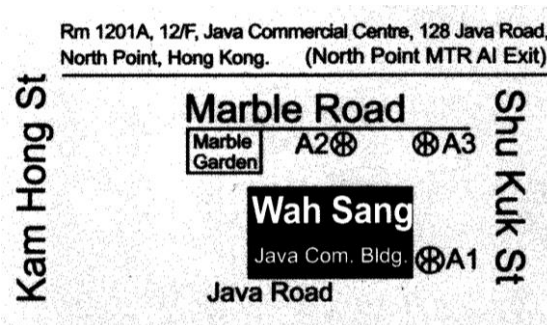 Rm 1201A, 12/F, Java Commercial Centre, 128 Java Road,
North Point, Hong Kong. (North Point MTR AI Exit)
Kam Hong St
Marble Road
Shu Kuk St
Marble
Garden
A2
A3
Wah Sang
Java Com. Bldg.
A1
Java Road